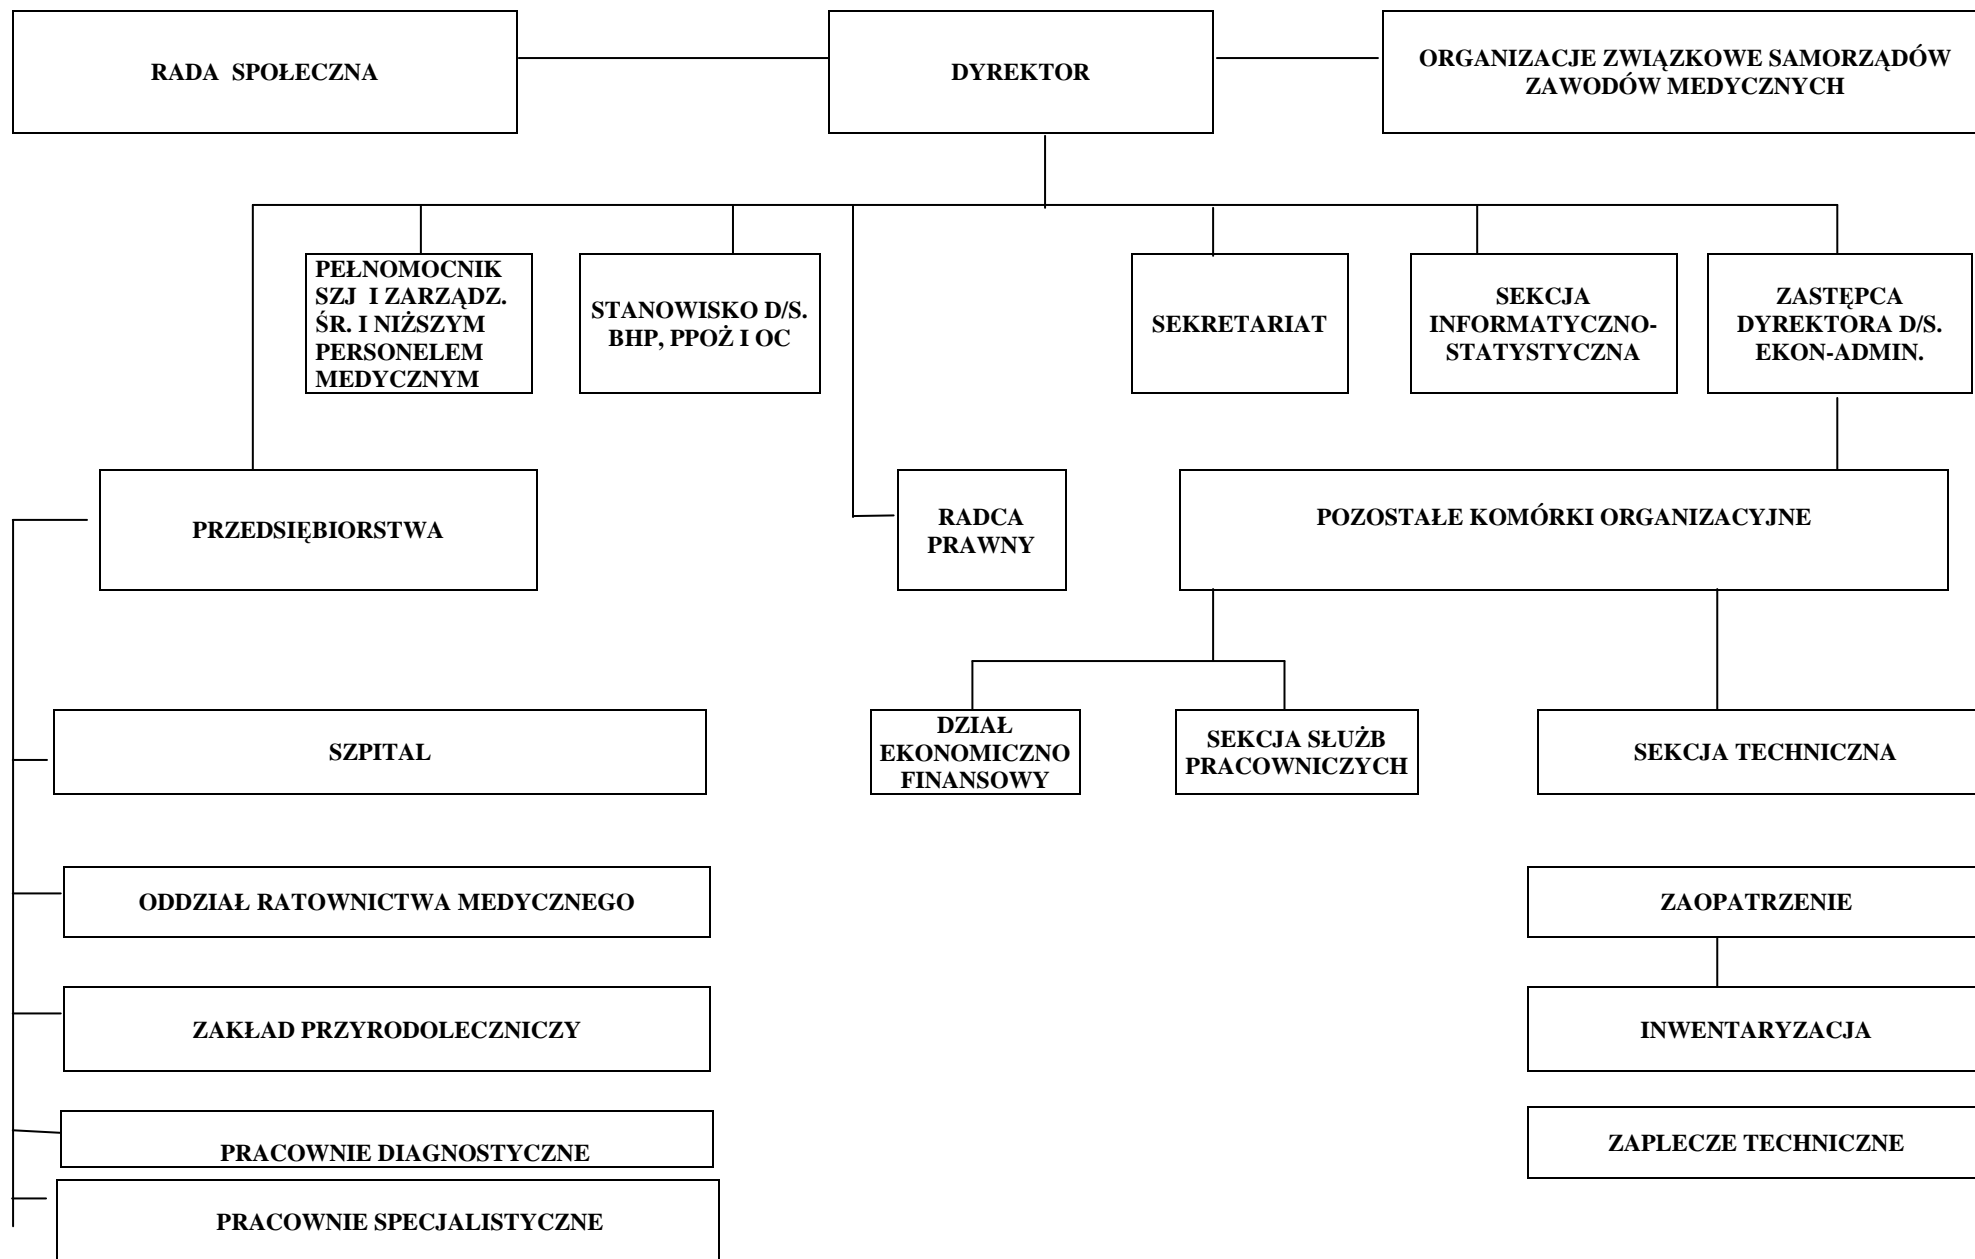 RADA SPOŁECZNA
DYREKTOR
ORGANIZACJE ZWIĄZKOWE SAMORZĄDÓW
ZAWODÓW MEDYCZNYCH
PEŁNOMOCNIK
SZJ I ZARZĄDZ.
ŚR. I NIŻSZYM
PERSONELEM
MEDYCZNYM
STANOWISKO D/S.
BHP, PPOŻ I OC
SEKRETARIAT
SEKCJA
INFORMATYCZNO-
STATYSTYCZNA
ZASTĘPCA
DYREKTORA D/S.
EKON-ADMIN.
PRZEDSIĘBIORSTWA
RADCA
PRAWNY
POZOSTAŁE KOMÓRKI ORGANIZACYJNE
SZPITAL
DZIAŁ
EKONOMICZNO
FINANSOWY
SEKCJA SŁUŻB
PRACOWNICZYCH
SEKCJA TECHNICZNA
ODDZIAŁ RATOWNICTWA MEDYCZNEGO
ZAOPATRZENIE
ZAKŁAD PRZYRODOLECZNICZY
INWENTARYZACJA
PRACOWNIE DIAGNOSTYCZNE
ZAPLECZE TECHNICZNE
PRACOWNIE SPECJALISTYCZNE